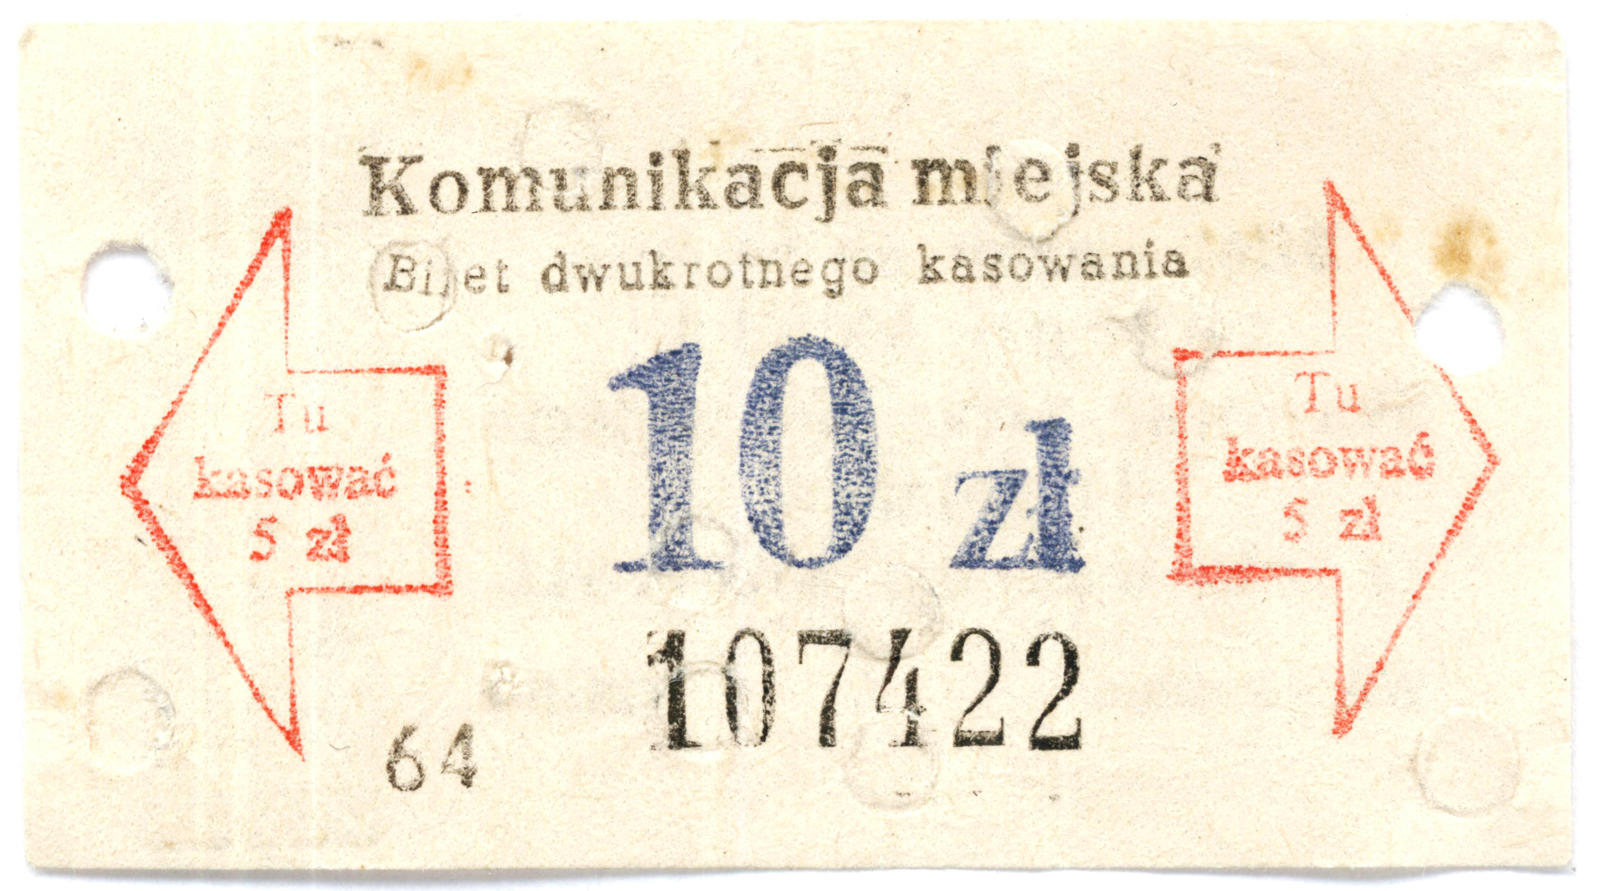 Komunikacja miejska
Bilet dwukrotnego kasowania
Tu
kasować
5 zł
10 zł
Tu
kasować
5 zł
107422
64